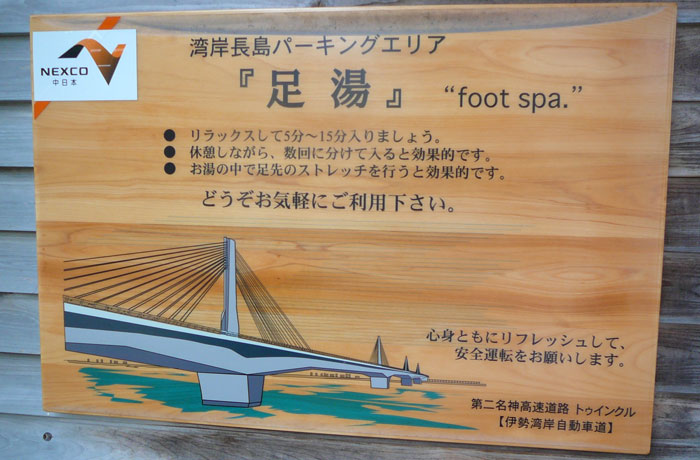 NEXCO
中日本
湾岸長島パーキングエリア
『足湯』 “foot spa.”
● リラックスして5分～15分入りましょう。
● 休憩しながら、数回に分けて入ると効果的です。
● お湯の中で足先のストレッチを行うと効果的です。
どうぞお気軽にご利用下さい。
心身ともにリフレッシュして、
安全運転をお願いします。
第二名神高速道路 トゥインクル
【伊勢湾岸自動車道】